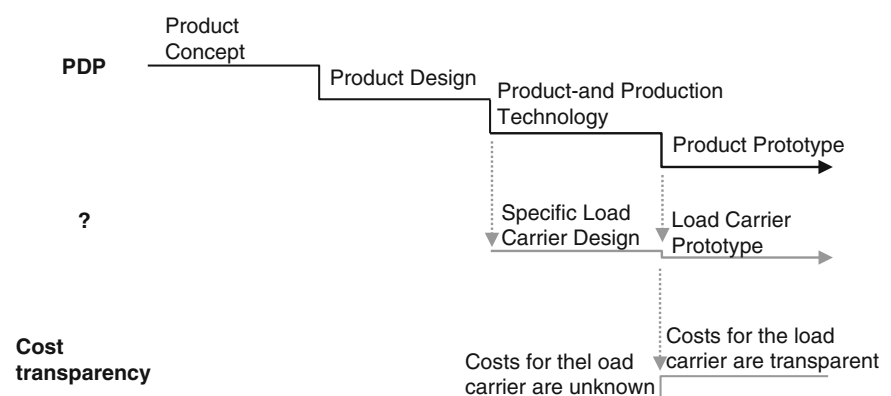 Product
Concept
PDP
Product Design
Product-and Production
Technology
Product Prototype
?
Specific Load
Carrier Design
Load Carrier
Prototype
Cost
transparency
Costs for thel oad
carrier are unknown
Costs for the load
carrier are transparent